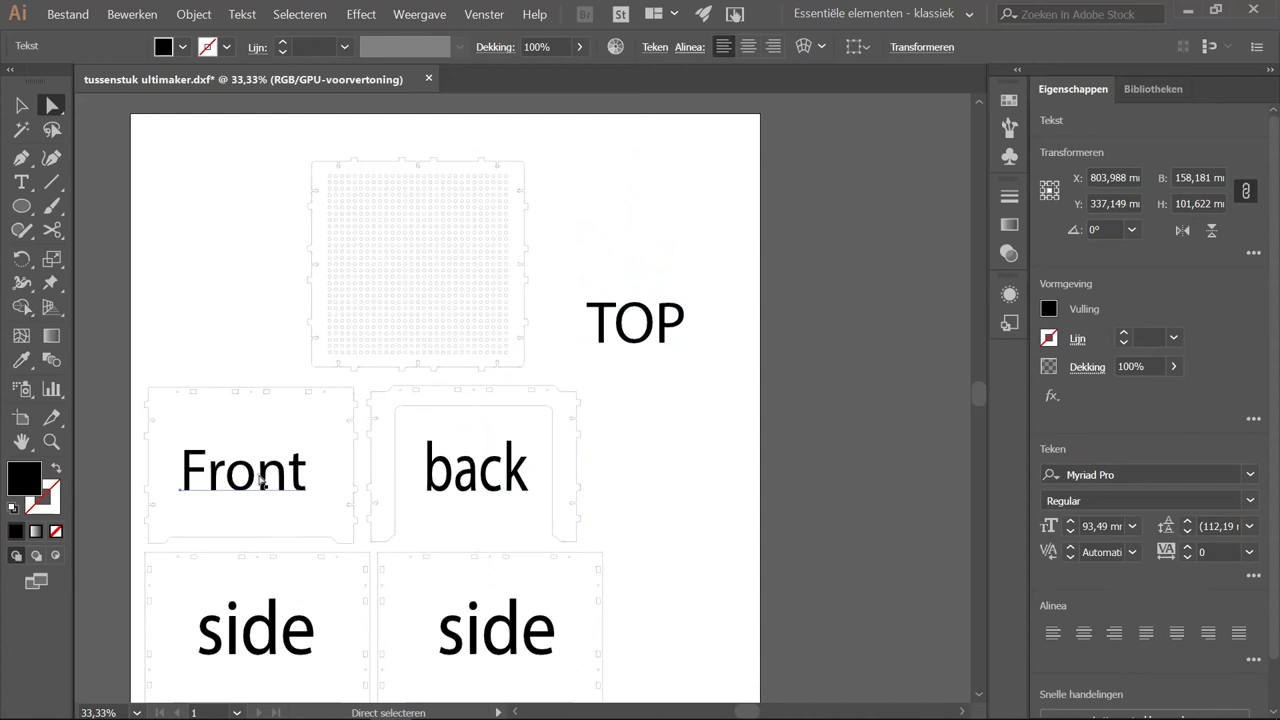 Ai Bestand Bewerken Object Tekst Selecteren Effect Weergave Venster Help Br St Essentiële elementen - klassiek Zoeken in Adobe Stock
Tekst Lijn: Dekking: 100% Teken Alinea: Transformeren
tussenstuk ultimaker.dxf* @ 33,33% (RGB/GPU-voorvertoning)
Eigenschappen Bibliotheken
Tekst
Transformeren
X: 803,988 mi B: 158,181 mi
Y: 337,149 mi H: 101,622 mi
0°
Vormgeving
Vulling
Lijn
Dekking 100%
fx.
Teken
Myriad Pro
Regular
93,49 mr (112,19
Automati 0
Alinea
Snelle handelingen
TOP
Front
back
side
side
33,33% 1 Direct selecteren